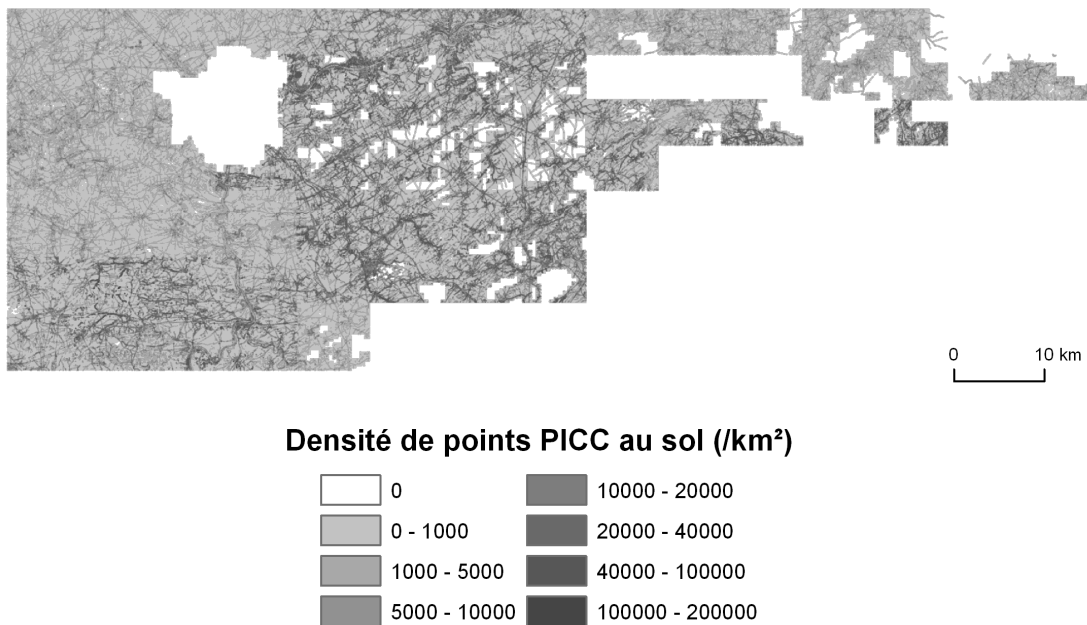 0 10 km
Densité de points PICC au sol (/km²)
0 10000 - 20000
0 - 1000 20000 - 40000
1000 - 5000 40000 - 100000
5000 - 10000 100000 - 200000